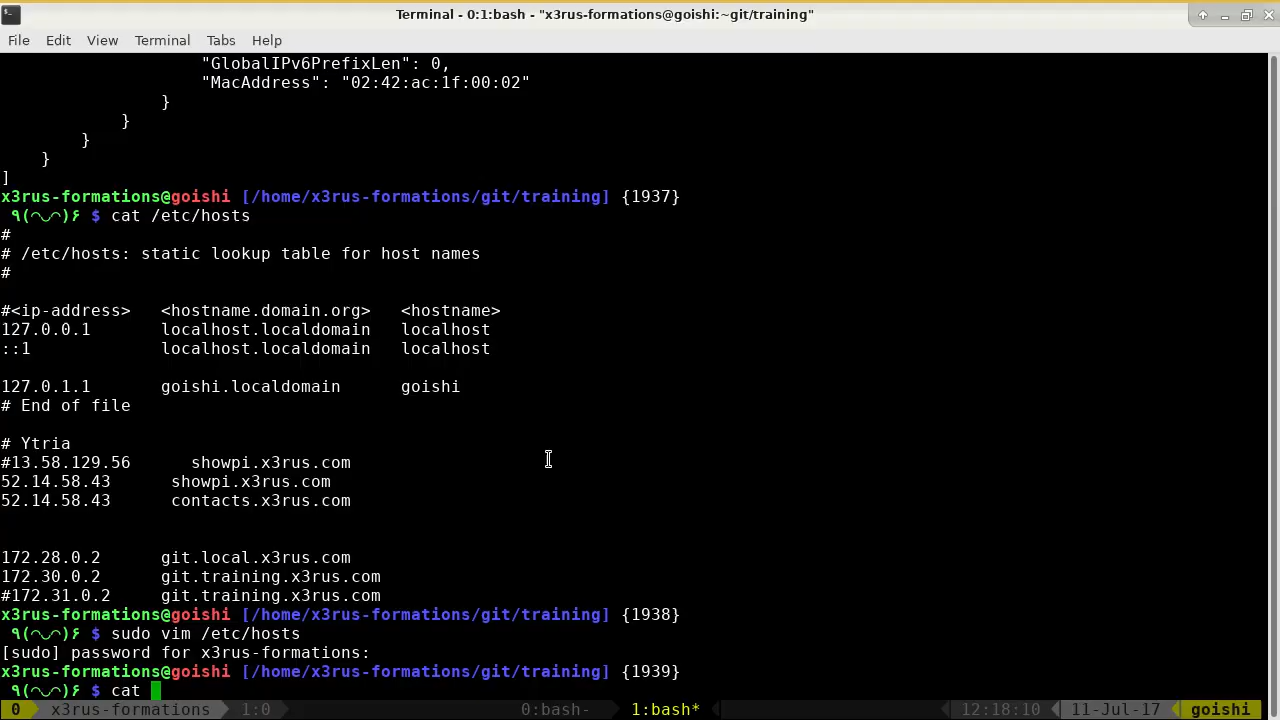 Terminal - 0:1:bash - "x3rus-formations@goishi:~git/training"
File Edit View Terminal Tabs Help
"GlobalIPv6PrefixLen": 0,
"MacAddress": "02:42:ac:1f:00:02"
}
}
}
}
]
x3rus-formations@goishi [/home/x3rus-formations/git/training] {1937}
٩(◠◡◠)۶ $ cat /etc/hosts
#
# /etc/hosts: static lookup table for host names
#
#<ip-address> <hostname.domain.org> <hostname>
127.0.0.1 localhost.localdomain localhost
::1 localhost.localdomain localhost
127.0.1.1 goishi.localdomain goishi
# End of file
# Ytria
#13.58.129.56 showpi.x3rus.com
52.14.58.43 showpi.x3rus.com
52.14.58.43 contacts.x3rus.com
172.28.0.2 git.local.x3rus.com
172.30.0.2 git.training.x3rus.com
#172.31.0.2 git.training.x3rus.com
x3rus-formations@goishi [/home/x3rus-formations/git/training] {1938}
٩(◠◡◠)۶ $ sudo vim /etc/hosts
[sudo] password for x3rus-formations:
x3rus-formations@goishi [/home/x3rus-formations/git/training] {1939}
٩(◠◡◠)۶ $ cat
0 x3rus-formations 1:0 0:bash- 1:bash* 12:18:10 11-Jul-17 goishi